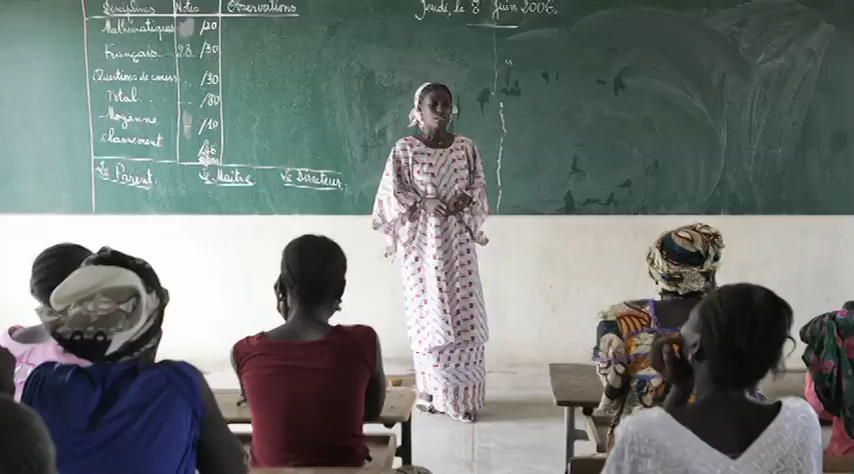 Disciplines Notes Observations
Mathématiques /20
Français 28 /30
Questions de cours /30
Total /80
Moyenne /10
Classement
Le Parent Le Maître Le Directeur
Jeudi, le 8 Juin 2006.